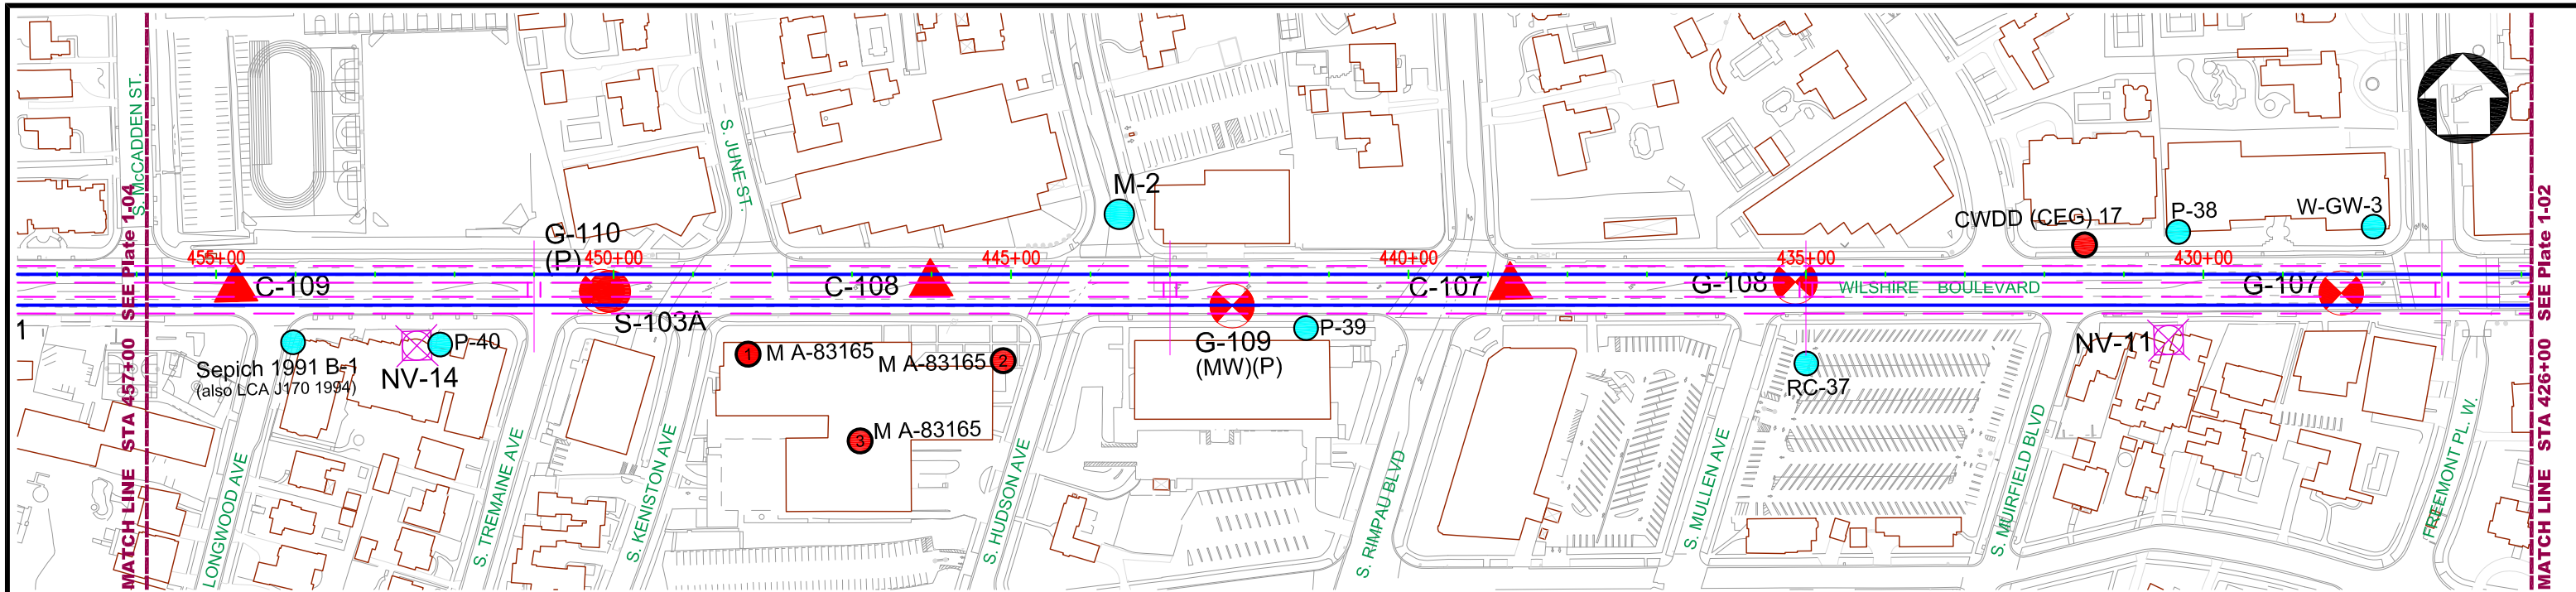 S. McCADDEN ST.
MATCH LINE STA 457+00 SEE Plate 1-04
S. JUNE ST.
M-2
CWDD (CEG) 17
P-38
W-GW-3
G-110
(P)
455+00
450+00
445+00
440+00
435+00
430+00
C-109
S-103A
C-108
C-107
G-108
WILSHIRE BOULEVARD
G-107
1
Sepich 1991 B-1
(also LCA J170 1994)
NV-14
P-40
1
M A-83165
M A-83165
2
3
M A-83165
G-109
(MW)(P)
P-39
RC-37
NV-11
LONGWOOD AVE
S. TREMAINE AVE
S. KENISTON AVE
S. HUDSON AVE
S. RIMPAU BLVD
S. MULLEN AVE
S. MUIRFIELD BLVD
FREEMONT PL. W.
MATCH LINE STA 426+00 SEE Plate 1-02